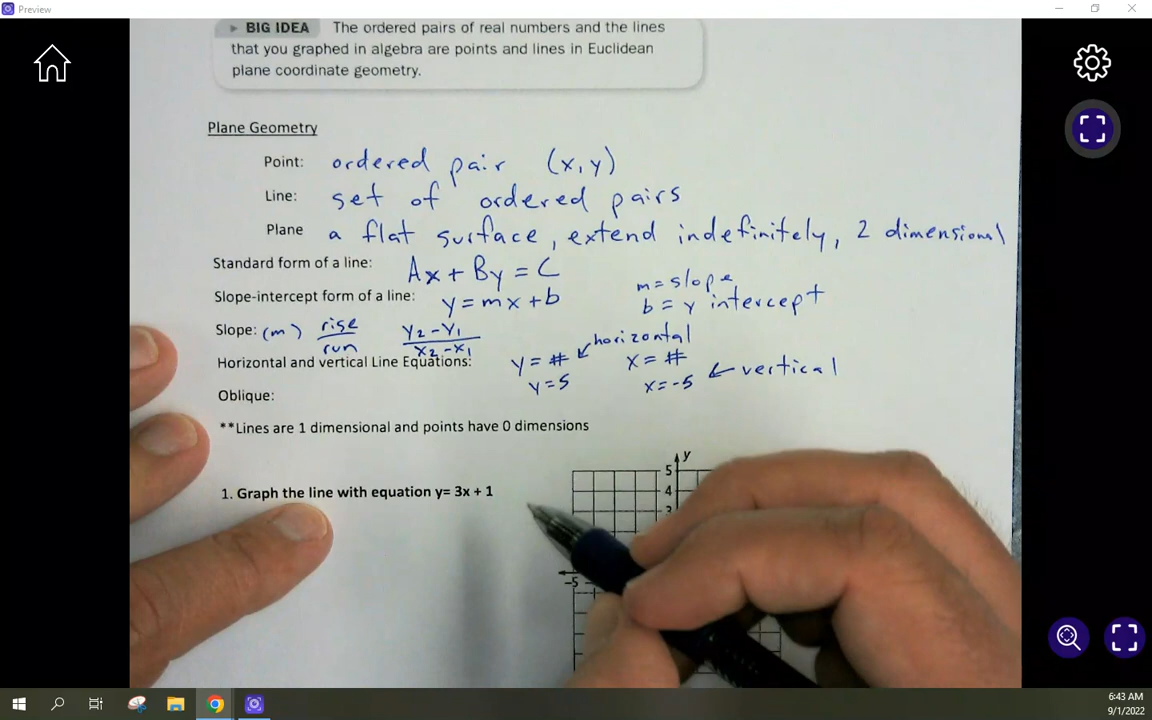 Preview
▸ BIG IDEA The ordered pairs of real numbers and the lines
that you graphed in algebra are points and lines in Euclidean
plane coordinate geometry.
Plane Geometry
Point: ordered pair (x,y)
Line: set of ordered pairs
Plane a flat surface, extend indefinitely, 2 dimensional
Standard form of a line: Ax + By = C
m = slope
Slope-intercept form of a line: y = mx + b b = y intercept
Slope: (m) rise/run (y₂-y₁)/(x₂-x₁) ↙ horizontal
Horizontal and vertical Line Equations: y = # x = #
y = 5 x = -5 ← vertical
Oblique:
**Lines are 1 dimensional and points have 0 dimensions
y
5
1. Graph the line with equation y= 3x + 1
4
3
-5
6:43 AM
9/1/2022